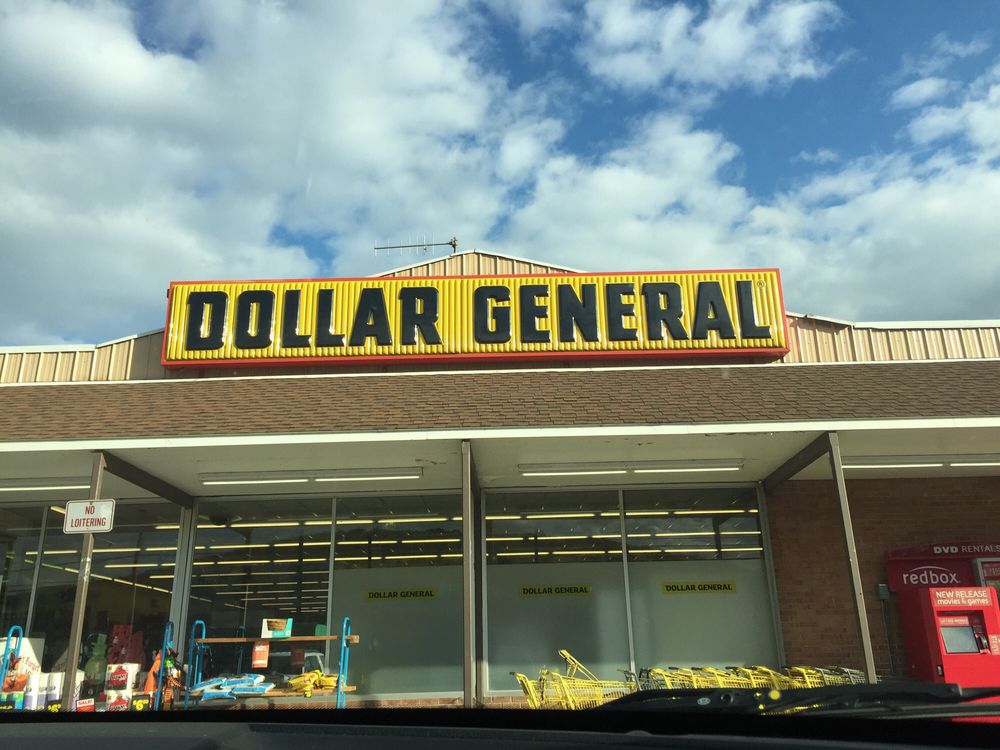 DOLLAR GENERAL®
NO
LOITERING
DOLLAR GENERAL
DOLLAR GENERAL
DOLLAR GENERAL
DVD RENTALS
redbox.
NEW RELEASE
movies & games